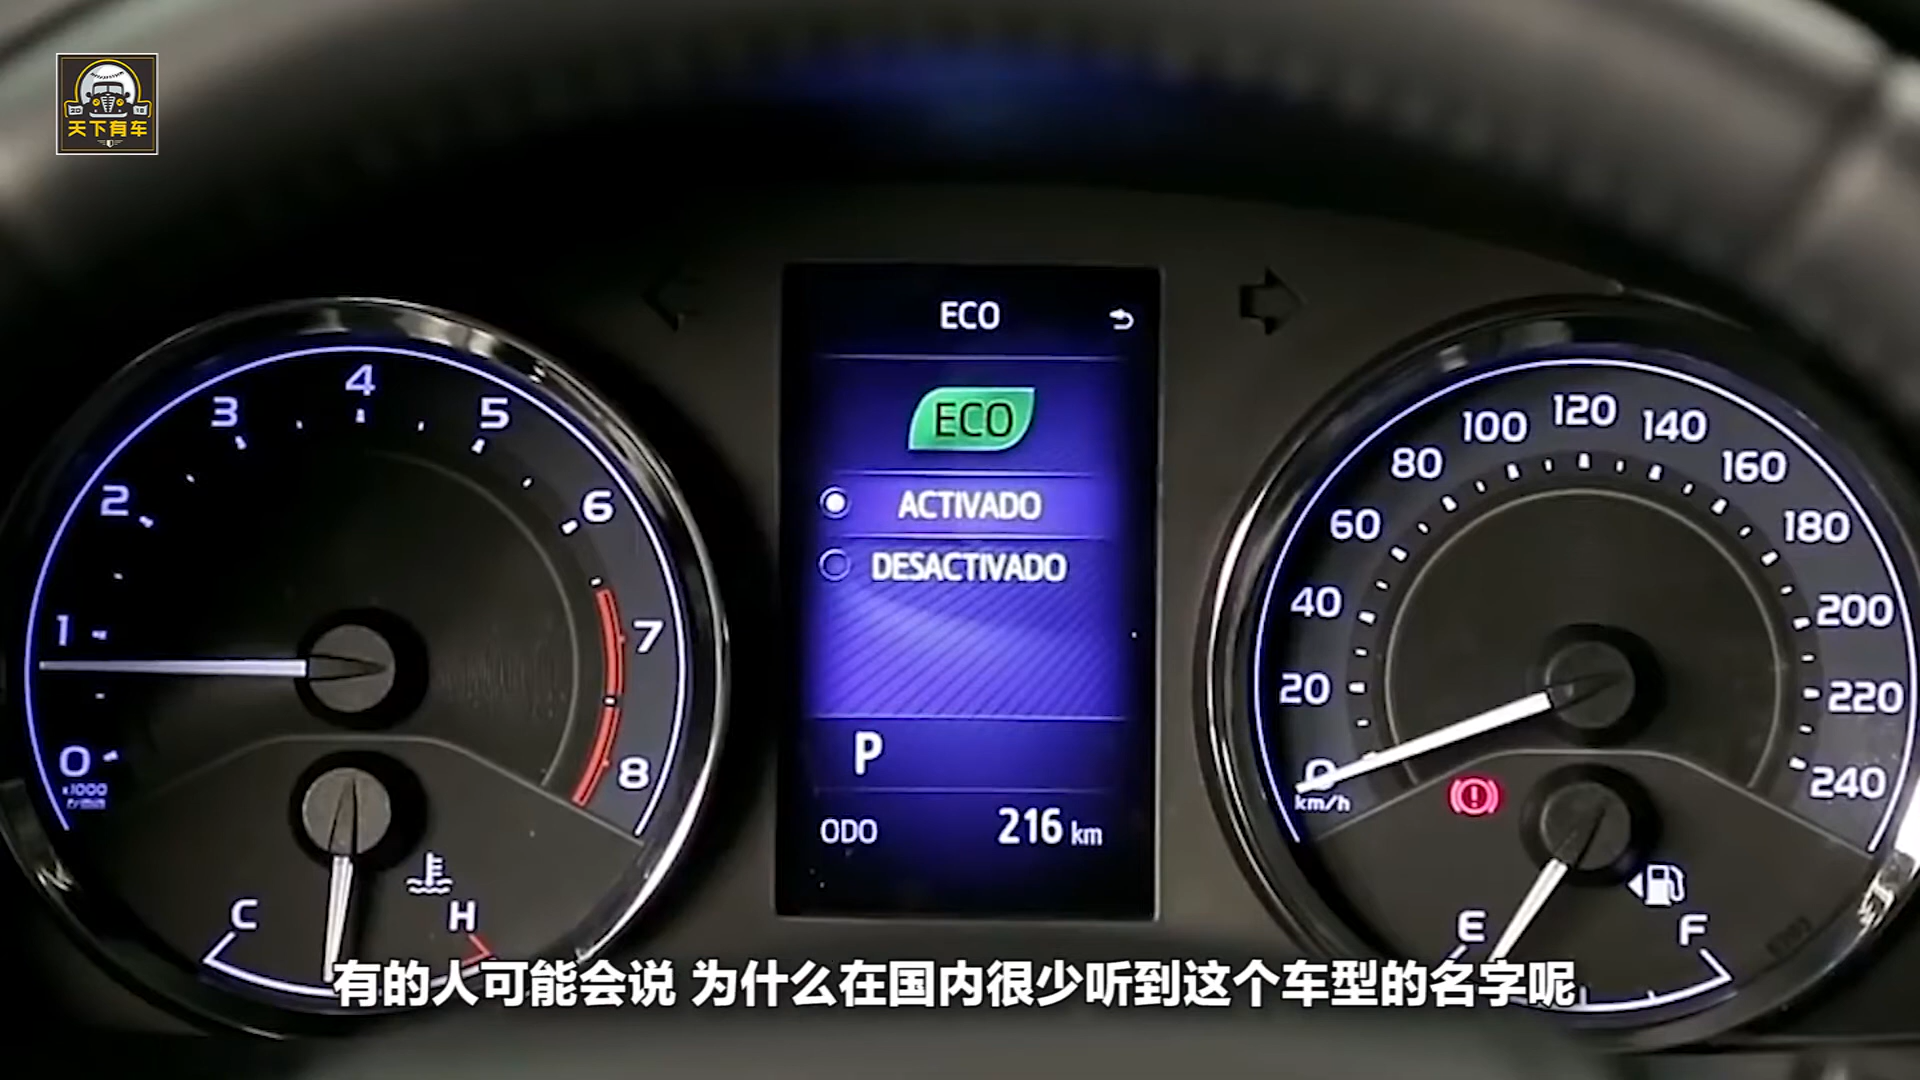 20 18
天下有车
ECO
ECO
ACTIVADO
DESACTIVADO
P
ODO 216 km
0 1 2 3 4 5 6 7 8
x1000
C H
0 20 40 60 80 100 120 140 160 180 200 220 240
km/h
E F
有的人可能会说 为什么在国内很少听到这个车型的名字呢